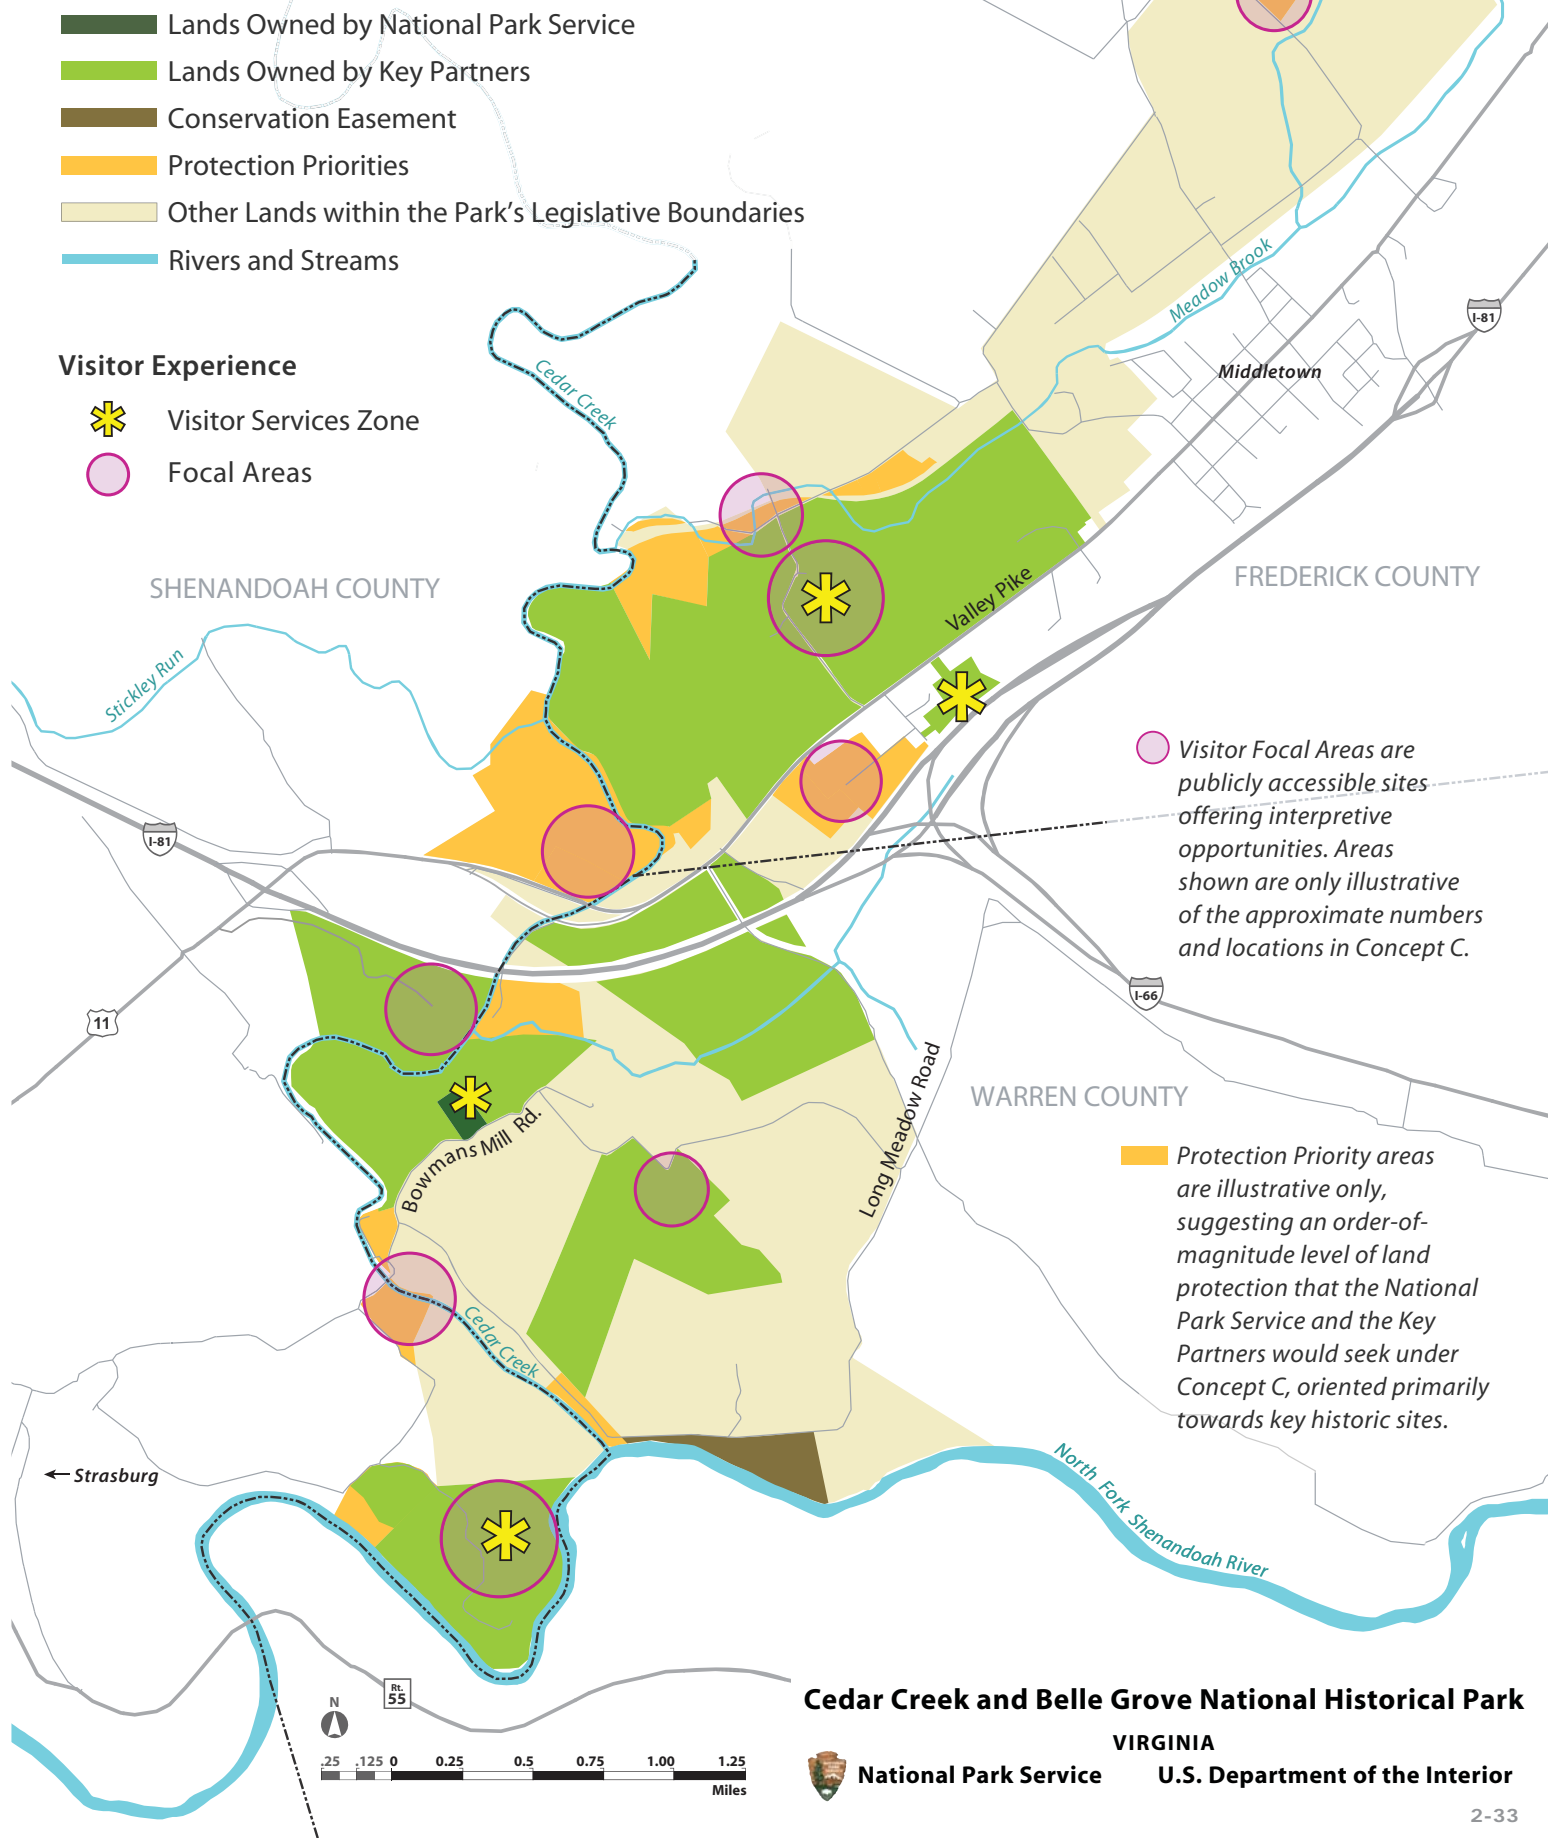 Lands Owned by National Park Service
Lands Owned by Key Partners
Conservation Easement
Protection Priorities
Other Lands within the Park's Legislative Boundaries
Rivers and Streams
Visitor Experience
Visitor Services Zone
Focal Areas
Cedar Creek
Meadow Brook
Middletown
I-81
SHENANDOAH COUNTY
FREDERICK COUNTY
Valley Pike
Stickley Run
Visitor Focal Areas are
publicly accessible sites
offering interpretive
opportunities. Areas
shown are only illustrative
of the approximate numbers
and locations in Concept C.
I-81
I-66
11
WARREN COUNTY
Long Meadow Road
Bowmans Mill Rd.
Protection Priority areas
are illustrative only,
suggesting an order-of-
magnitude level of land
protection that the National
Park Service and the Key
Partners would seek under
Concept C, oriented primarily
towards key historic sites.
Cedar Creek
Strasburg
North Fork Shenandoah River
Rt.
55
N
.25 .125 0 0.25 0.5 0.75 1.00 1.25
Miles
Cedar Creek and Belle Grove National Historical Park
VIRGINIA
National Park Service U.S. Department of the Interior
2-33